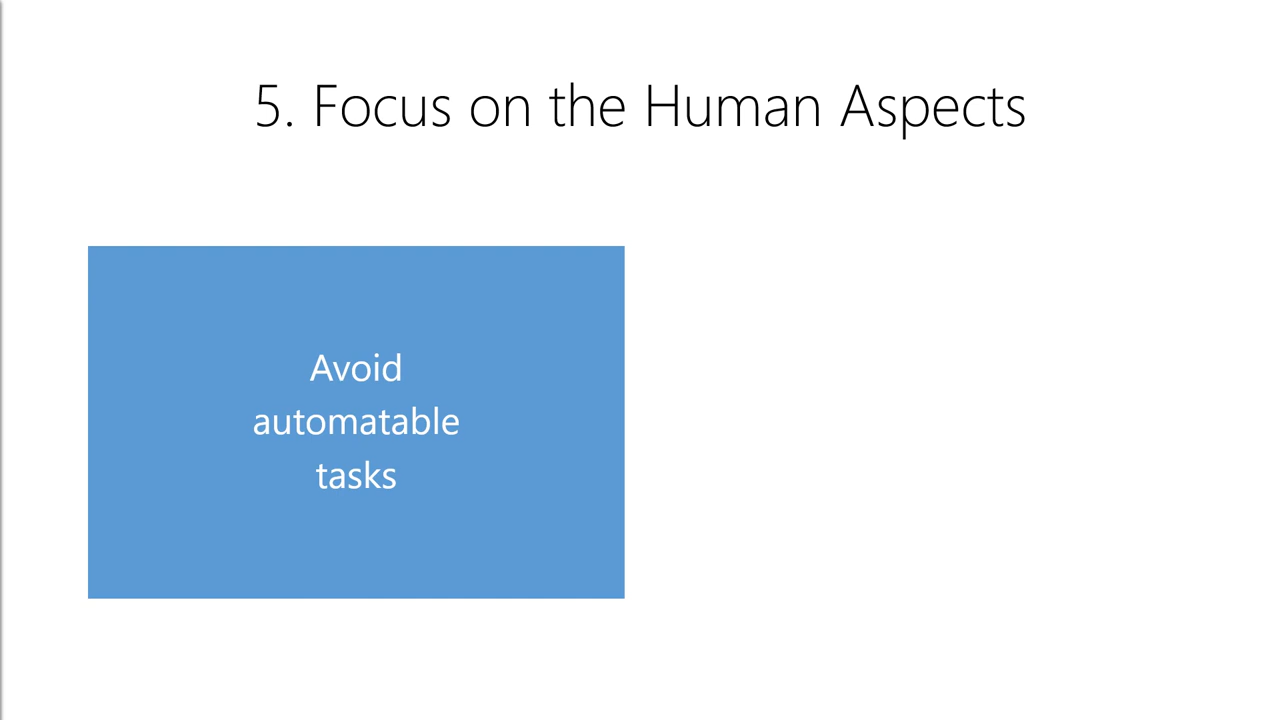 5. Focus on the Human Aspects
Avoid
automatable
tasks